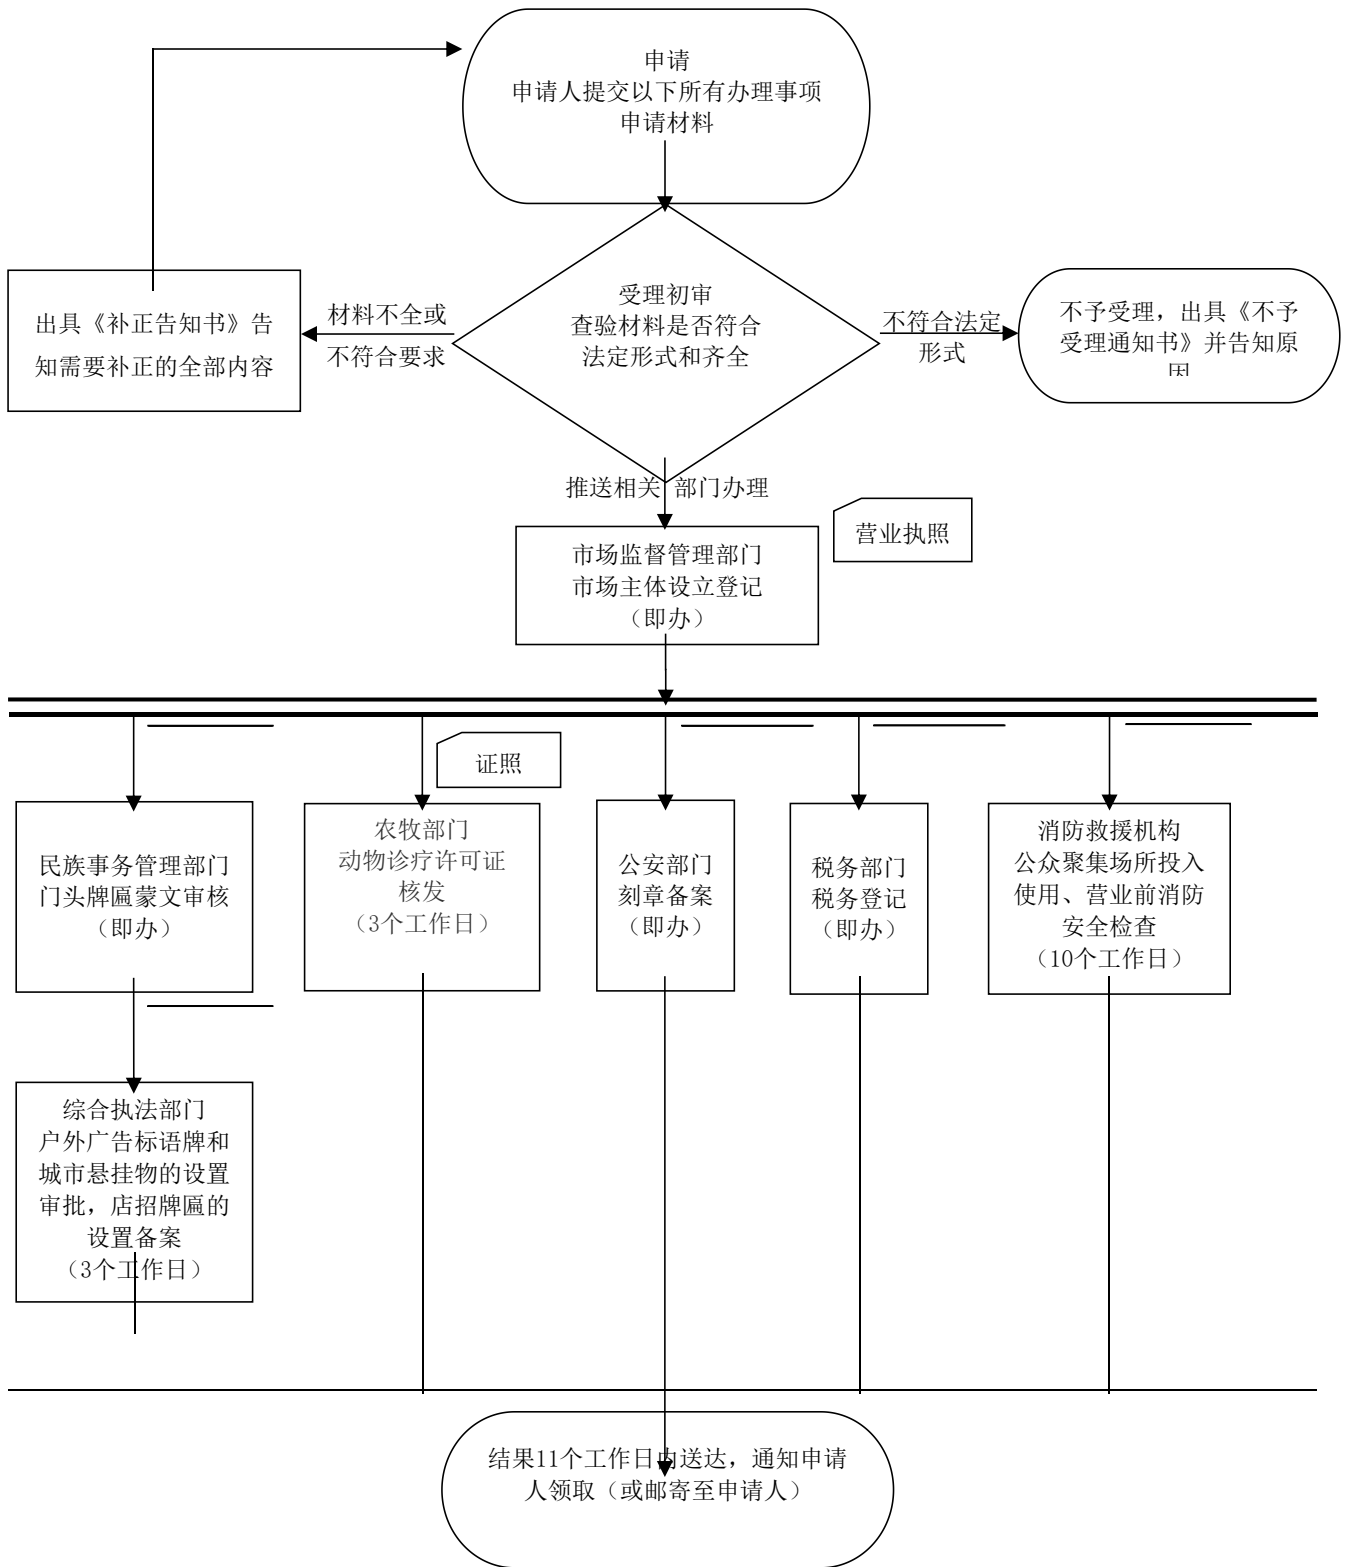 申请
申请人提交以下所有办理事项
申请材料
受理初审
查验材料是否符合
法定形式和齐全
出具《补正告知书》告
知需要补正的全部内容
材料不全或
不符合要求
不符合法定
形式
不予受理，出具《不予
受理通知书》并告知原
因
推送相关 部门办理
营业执照
市场监督管理部门
市场主体设立登记
（即办）
证照
民族事务管理部门
门头牌匾蒙文审核
（即办）
农牧部门
动物诊疗许可证
核发
（3个工作日）
公安部门
刻章备案
（即办）
税务部门
税务登记
（即办）
消防救援机构
公众聚集场所投入
使用、营业前消防
安全检查
（10个工作日）
综合执法部门
户外广告标语牌和
城市悬挂物的设置
审批，店招牌匾的
设置备案
（3个工作日）
结果11个工作日内送达，通知申请
人领取（或邮寄至申请人）